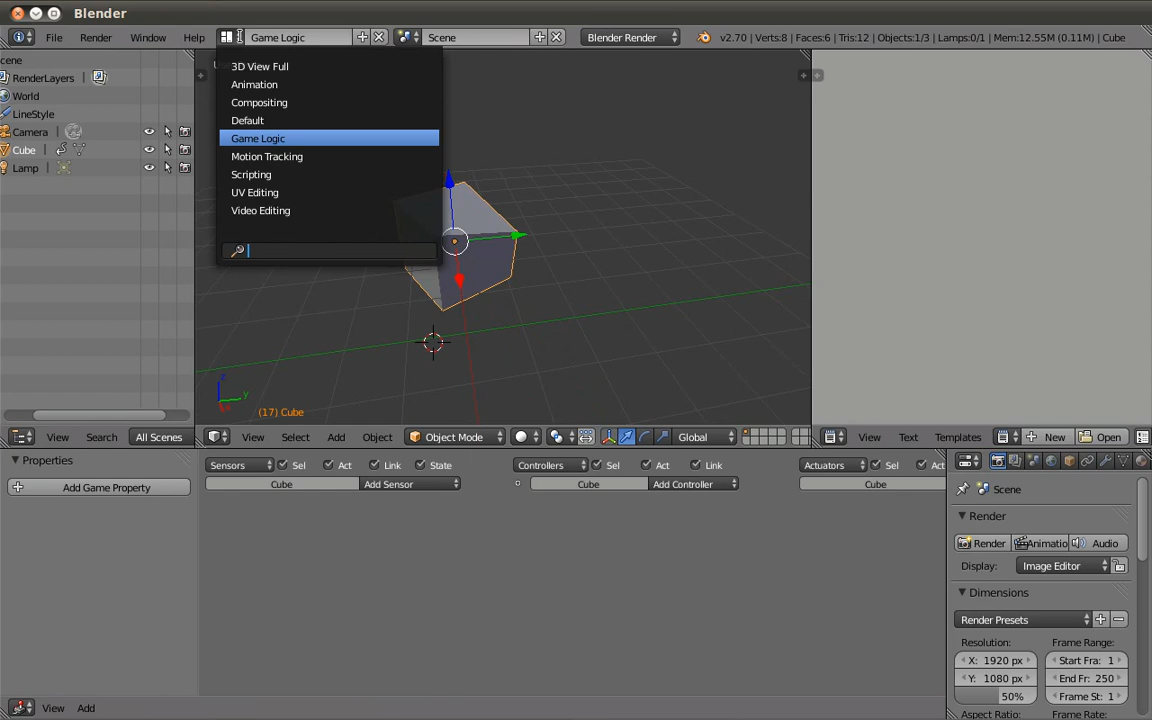 Blender
File Render Window Help Game Logic Scene Blender Render v2.70 | Verts:8 | Faces:6 | Tris:12 | Objects:1/3 | Lamps:0/1 | Mem:12.55M (0.11M) | Cube
3D View Full
Animation
Compositing
Default
Game Logic
Motion Tracking
Scripting
UV Editing
Video Editing
cene
RenderLayers
World
LineStyle
Camera
Cube
Lamp
z
y
(17) Cube
View Search All Scenes
View Select Add Object Object Mode Global
View Text Templates New Open
Properties
Add Game Property
Sensors Sel Act Link State Controllers Sel Act Link Actuators Sel Act
Cube Add Sensor Cube Add Controller Cube
Scene
Render
Render Animatio Audio
Display: Image Editor
Dimensions
Render Presets
Resolution: Frame Range:
X: 1920 px Start Fra: 1
Y: 1080 px End Fr: 250
50% Frame St: 1
Aspect Ratio: Frame Rate:
View Add